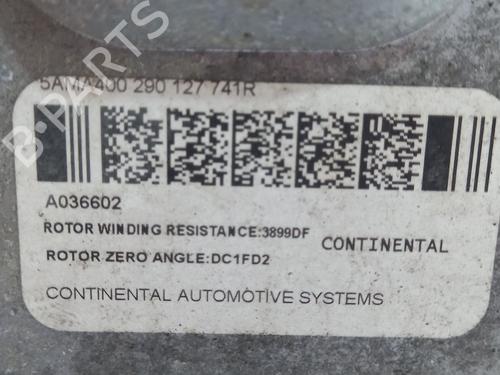 B-PARTS
5AMA400 290 127 741R
A036602
ROTOR WINDING RESISTANCE:3899DF
CONTINENTAL
ROTOR ZERO ANGLE:DC1FD2
CONTINENTAL AUTOMOTIVE SYSTEMS